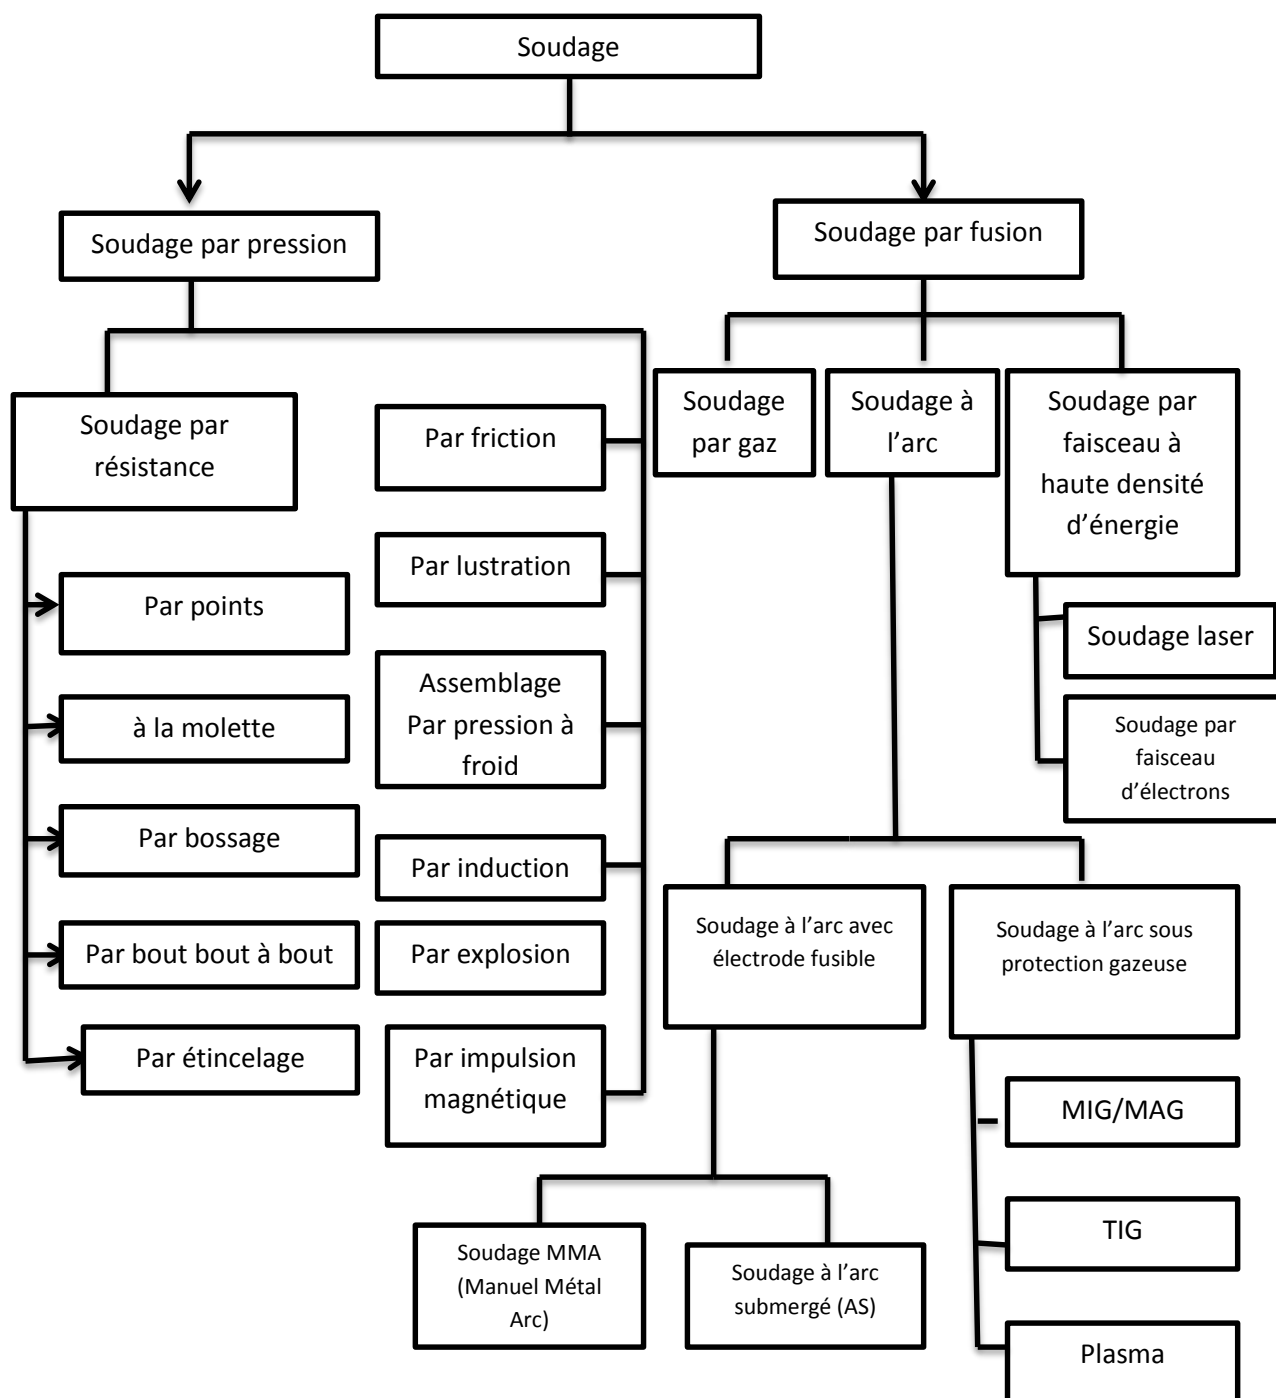 Soudage
Soudage par pression
Soudage par fusion
Soudage par
résistance
Par points
à la molette
Par bossage
Par bout bout à bout
Par étincelage
Par friction
Par lustration
Assemblage
Par pression à
froid
Par induction
Par explosion
Par impulsion
magnétique
Soudage
par gaz
Soudage à
l’arc
Soudage par
faisceau à
haute densité
d’énergie
Soudage laser
Soudage par
faisceau
d’électrons
Soudage à l’arc avec
électrode fusible
Soudage à l’arc sous
protection gazeuse
Soudage MMA
(Manuel Métal
Arc)
Soudage à l’arc
submergé (AS)
MIG/MAG
TIG
Plasma